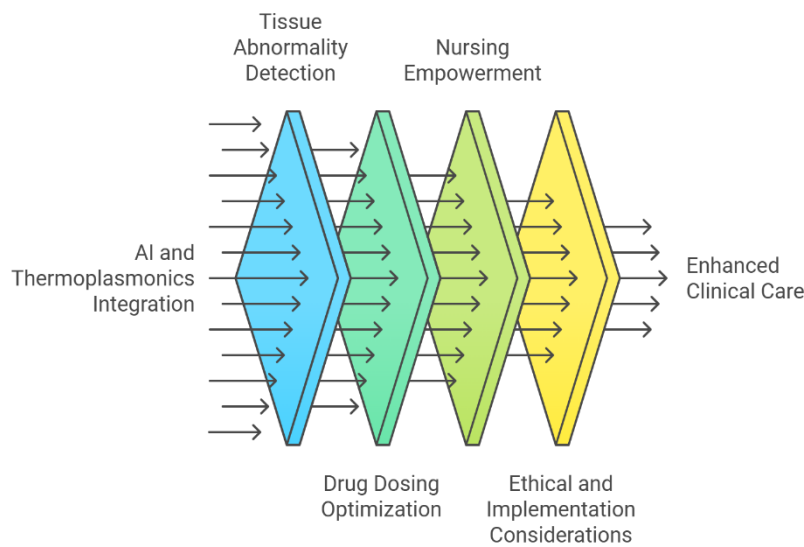 Tissue
Abnormality
Detection
Nursing
Empowerment
AI and
Thermoplasmonics
Integration
Enhanced
Clinical Care
Drug Dosing
Optimization
Ethical and
Implementation
Considerations